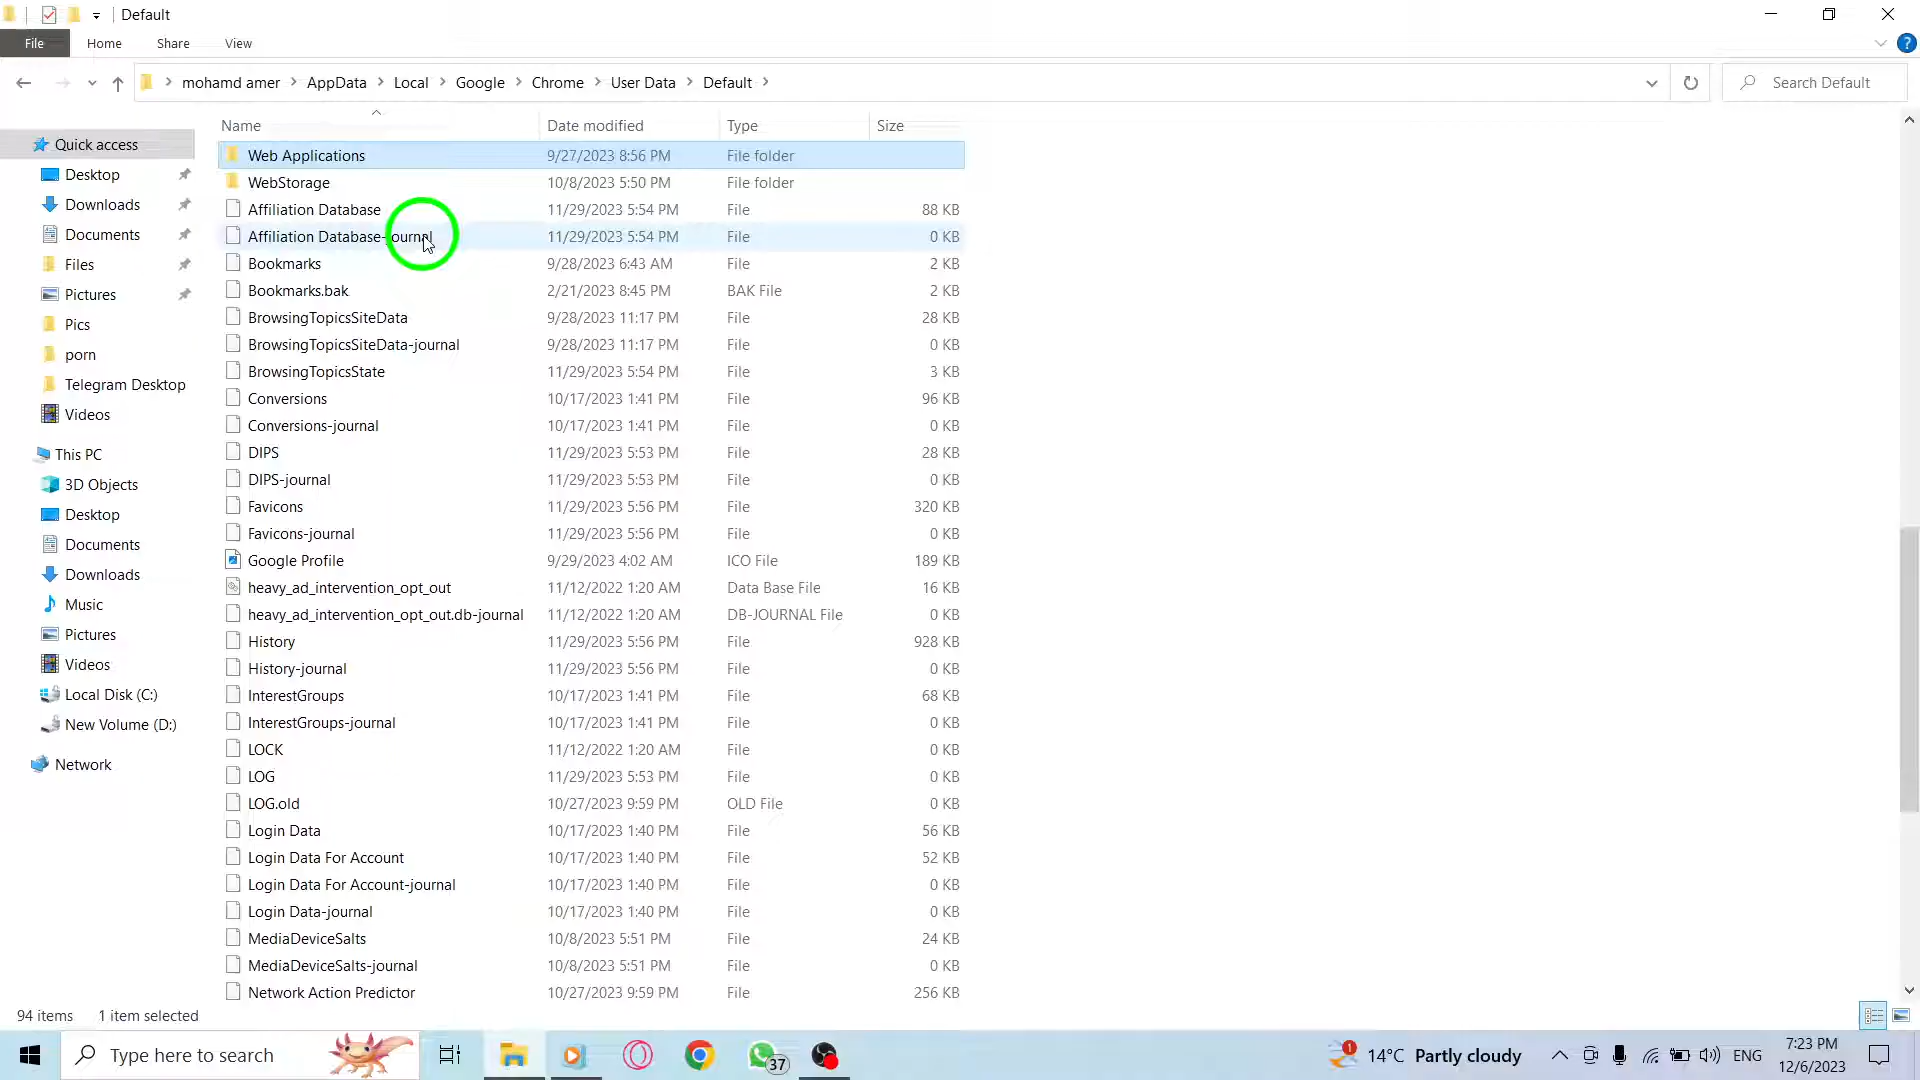 Default
File Home Share View
mohamd amer AppData Local Google Chrome User Data Default Search Default
Name Date modified Type Size
Quick access
Desktop
Downloads
Documents
Files
Pictures
Pics
porn
Telegram Desktop
Videos
This PC
3D Objects
Desktop
Documents
Downloads
Music
Pictures
Videos
Local Disk (C:)
New Volume (D:)
Network
Web Applications 9/27/2023 8:56 PM File folder
WebStorage 10/8/2023 5:50 PM File folder
Affiliation Database 11/29/2023 5:54 PM File 88 KB
Affiliation Database-journal 11/29/2023 5:54 PM File 0 KB
Bookmarks 9/28/2023 6:43 AM File 2 KB
Bookmarks.bak 2/21/2023 8:45 PM BAK File 2 KB
BrowsingTopicsSiteData 9/28/2023 11:17 PM File 28 KB
BrowsingTopicsSiteData-journal 9/28/2023 11:17 PM File 0 KB
BrowsingTopicsState 11/29/2023 5:54 PM File 3 KB
Conversions 10/17/2023 1:41 PM File 96 KB
Conversions-journal 10/17/2023 1:41 PM File 0 KB
DIPS 11/29/2023 5:53 PM File 28 KB
DIPS-journal 11/29/2023 5:53 PM File 0 KB
Favicons 11/29/2023 5:56 PM File 320 KB
Favicons-journal 11/29/2023 5:56 PM File 0 KB
Google Profile 9/29/2023 4:02 AM ICO File 189 KB
heavy_ad_intervention_opt_out 11/12/2022 1:20 AM Data Base File 16 KB
heavy_ad_intervention_opt_out.db-journal 11/12/2022 1:20 AM DB-JOURNAL File 0 KB
History 11/29/2023 5:56 PM File 928 KB
History-journal 11/29/2023 5:56 PM File 0 KB
InterestGroups 10/17/2023 1:41 PM File 68 KB
InterestGroups-journal 10/17/2023 1:41 PM File 0 KB
LOCK 11/12/2022 1:20 AM File 0 KB
LOG 11/29/2023 5:53 PM File 0 KB
LOG.old 10/27/2023 9:59 PM OLD File 0 KB
Login Data 10/17/2023 1:40 PM File 56 KB
Login Data For Account 10/17/2023 1:40 PM File 52 KB
Login Data For Account-journal 10/17/2023 1:40 PM File 0 KB
Login Data-journal 10/17/2023 1:40 PM File 0 KB
MediaDeviceSalts 10/8/2023 5:51 PM File 24 KB
MediaDeviceSalts-journal 10/8/2023 5:51 PM File 0 KB
Network Action Predictor 10/27/2023 9:59 PM File 256 KB
94 items 1 item selected
Type here to search 37 1 14°C Partly cloudy ENG 7:23 PM
12/6/2023